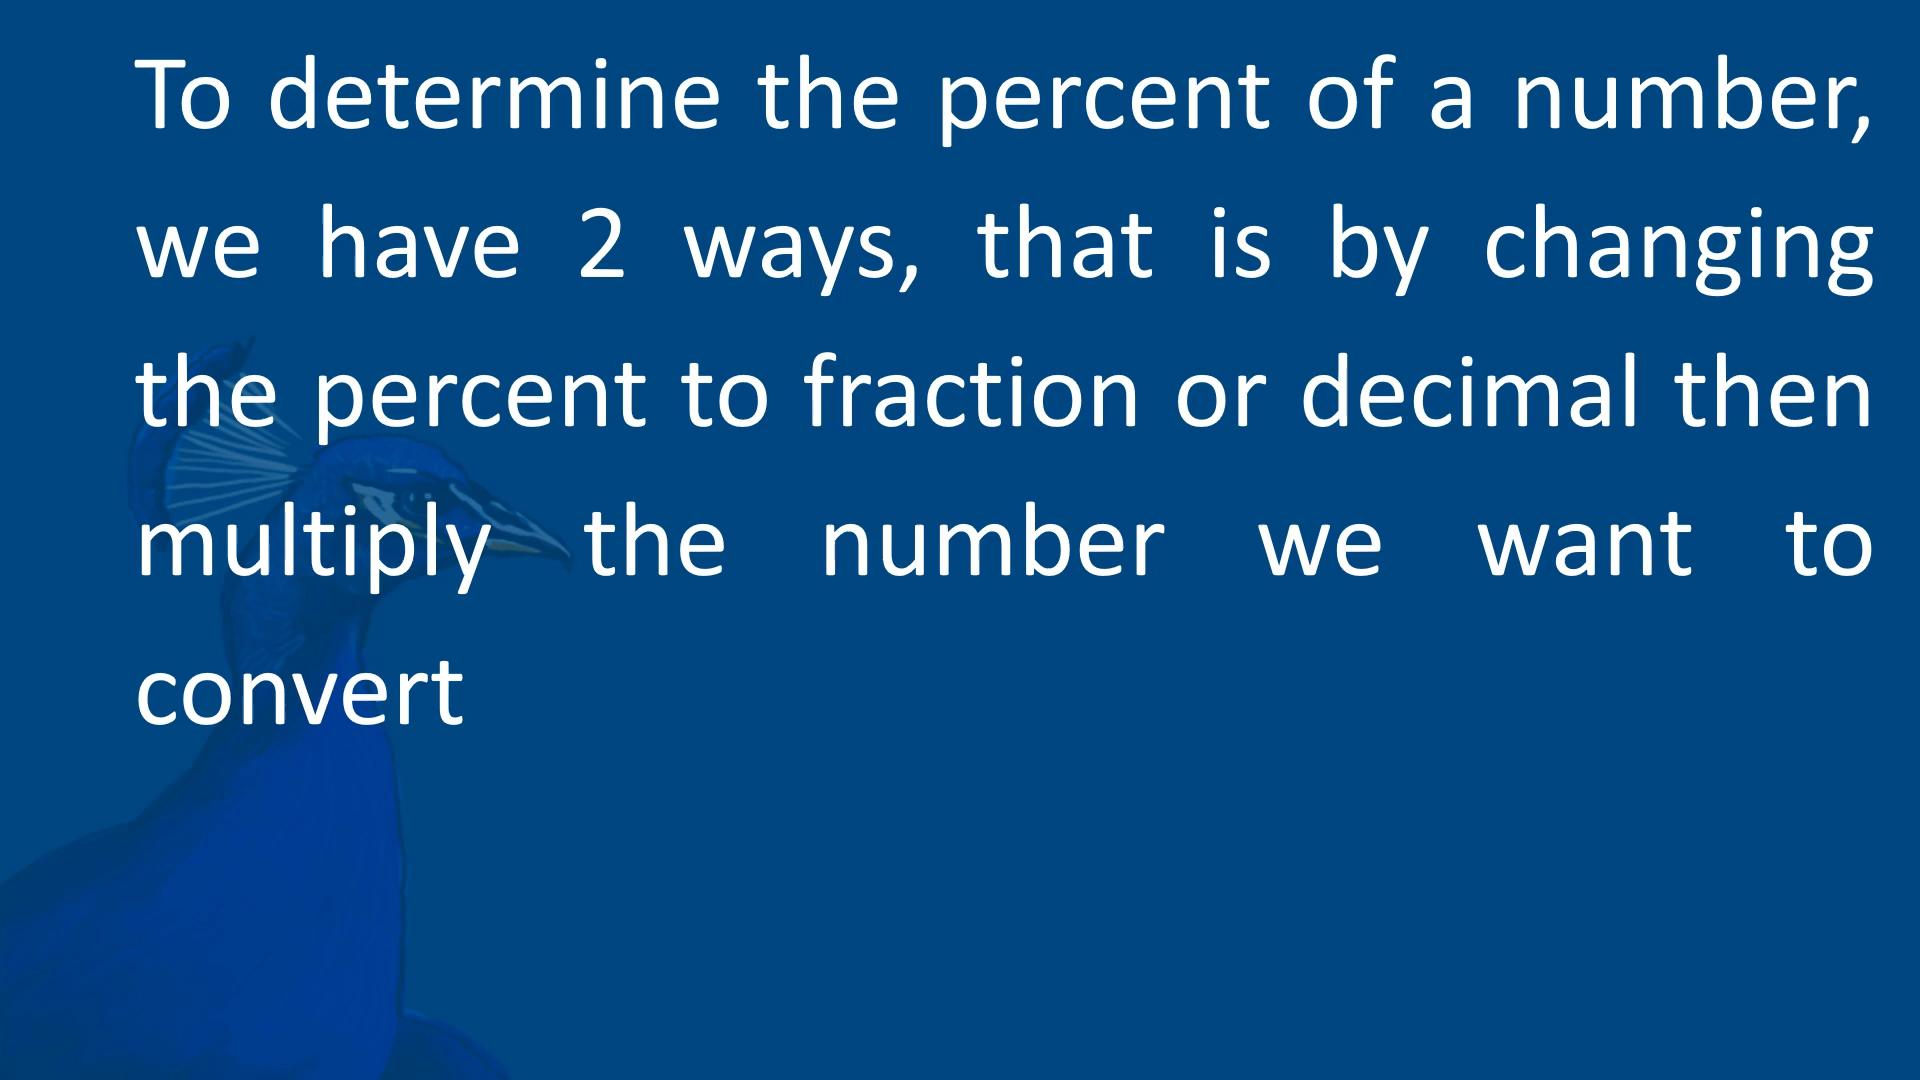 To determine the percent of a number,
we have 2 ways, that is by changing
the percent to fraction or decimal then
multiply the number we want to
convert